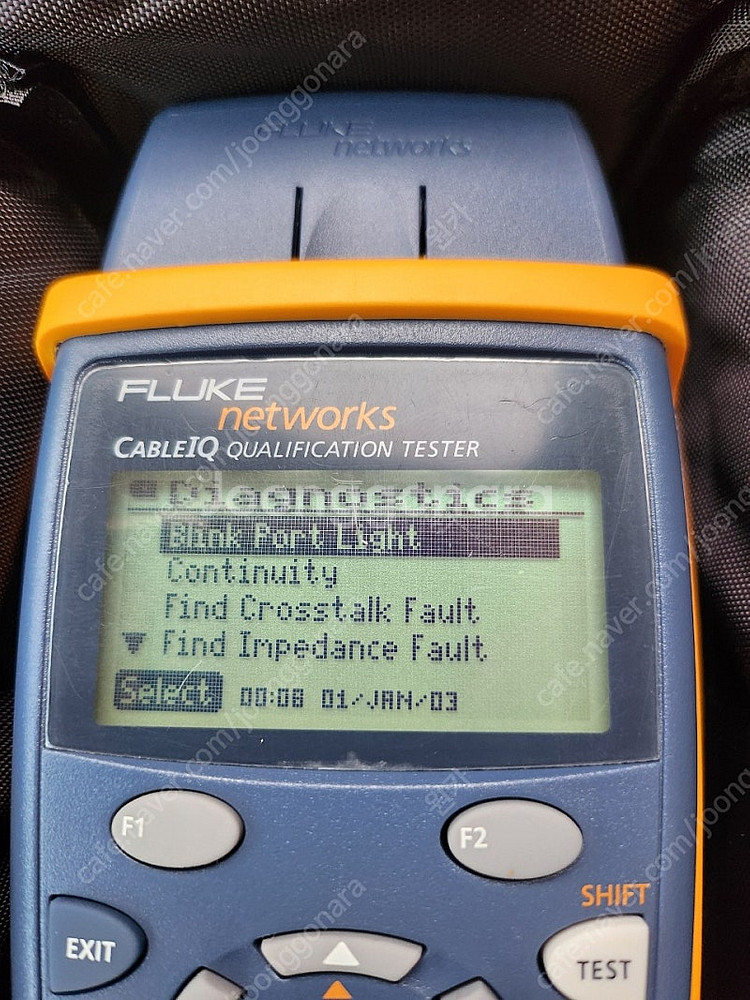 FLUKE
networks
FLUKE
networks
CABLEIQ QUALIFICATION TESTER
Diagnostics
Blink Port Light
Continuity
Find Crosstalk Fault
Find Impedance Fault
Select 00:08 01/JAN/03
F1 F2
SHIFT
EXIT TEST
cafe.naver.com/joonggonara